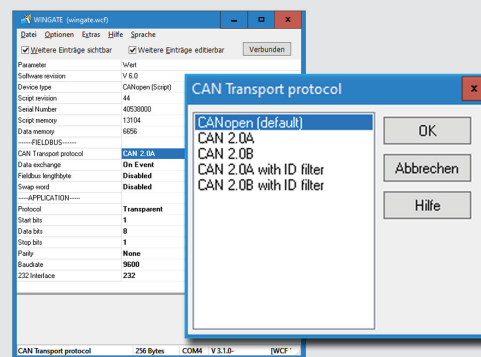 WINGATE (wingate.wcf)
Datei Optionen Extras Hilfe Sprache
Weitere Einträge sichtbar Weitere Einträge editierbar Verbunden
Parameter Wert
Software revision V 6.0
Device type CANopen (Script)
Script revision 44
Serial Number 40538000
Script memory 13104
Data memory 6656
------FIELDBUS------
CAN Transport protocol CAN 2.0A
Data exchange On Event
Fieldbus lengthbyte Disabled
Swap word Disabled
-----APPLICATION-----
Protocol Transparent
Start bits 1
Data bits 8
Stop bits 1
Parity None
Baudrate 9600
232 Interface 232
CAN Transport protocol 256 Bytes COM4 V 3.1.0- [WCF '
CAN Transport protocol x
CANopen (default)
CAN 2.0A
CAN 2.0B
CAN 2.0A with ID filter
CAN 2.0B with ID filter
OK
Abbrechen
Hilfe